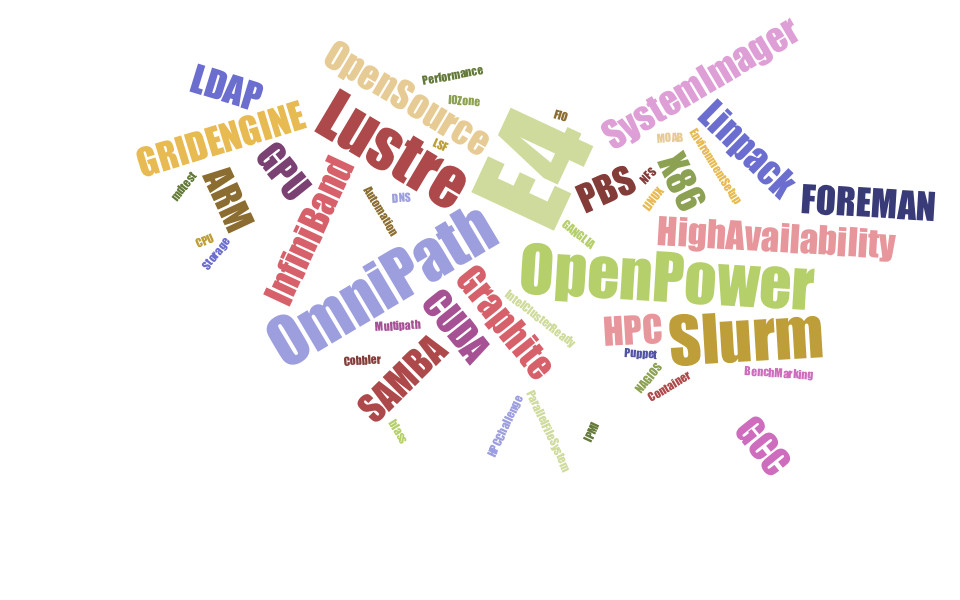 SystemImager
OpenSource
Performance
LDAP
IOZone
Lustre
GRIDENGINE
E4
FIO
MOAB
Linpack
LSF
EnvironmentSetup
GPU
X86
PBS
NFS
mdtest
ARM
InfiniBand
Automation
DNS
LINUX
FOREMAN
CPU
Storage
GANGLIA
HighAvailability
OmniPath
OpenPower
Graphite
IntelClusterReady
CUDA
Multipath
HPC
Slurm
Cobbler
SAMBA
Puppet
NAGIOS
Container
BenchMarking
blass
HPCchallenge
ParallelFileSystem
IPMI
GCC